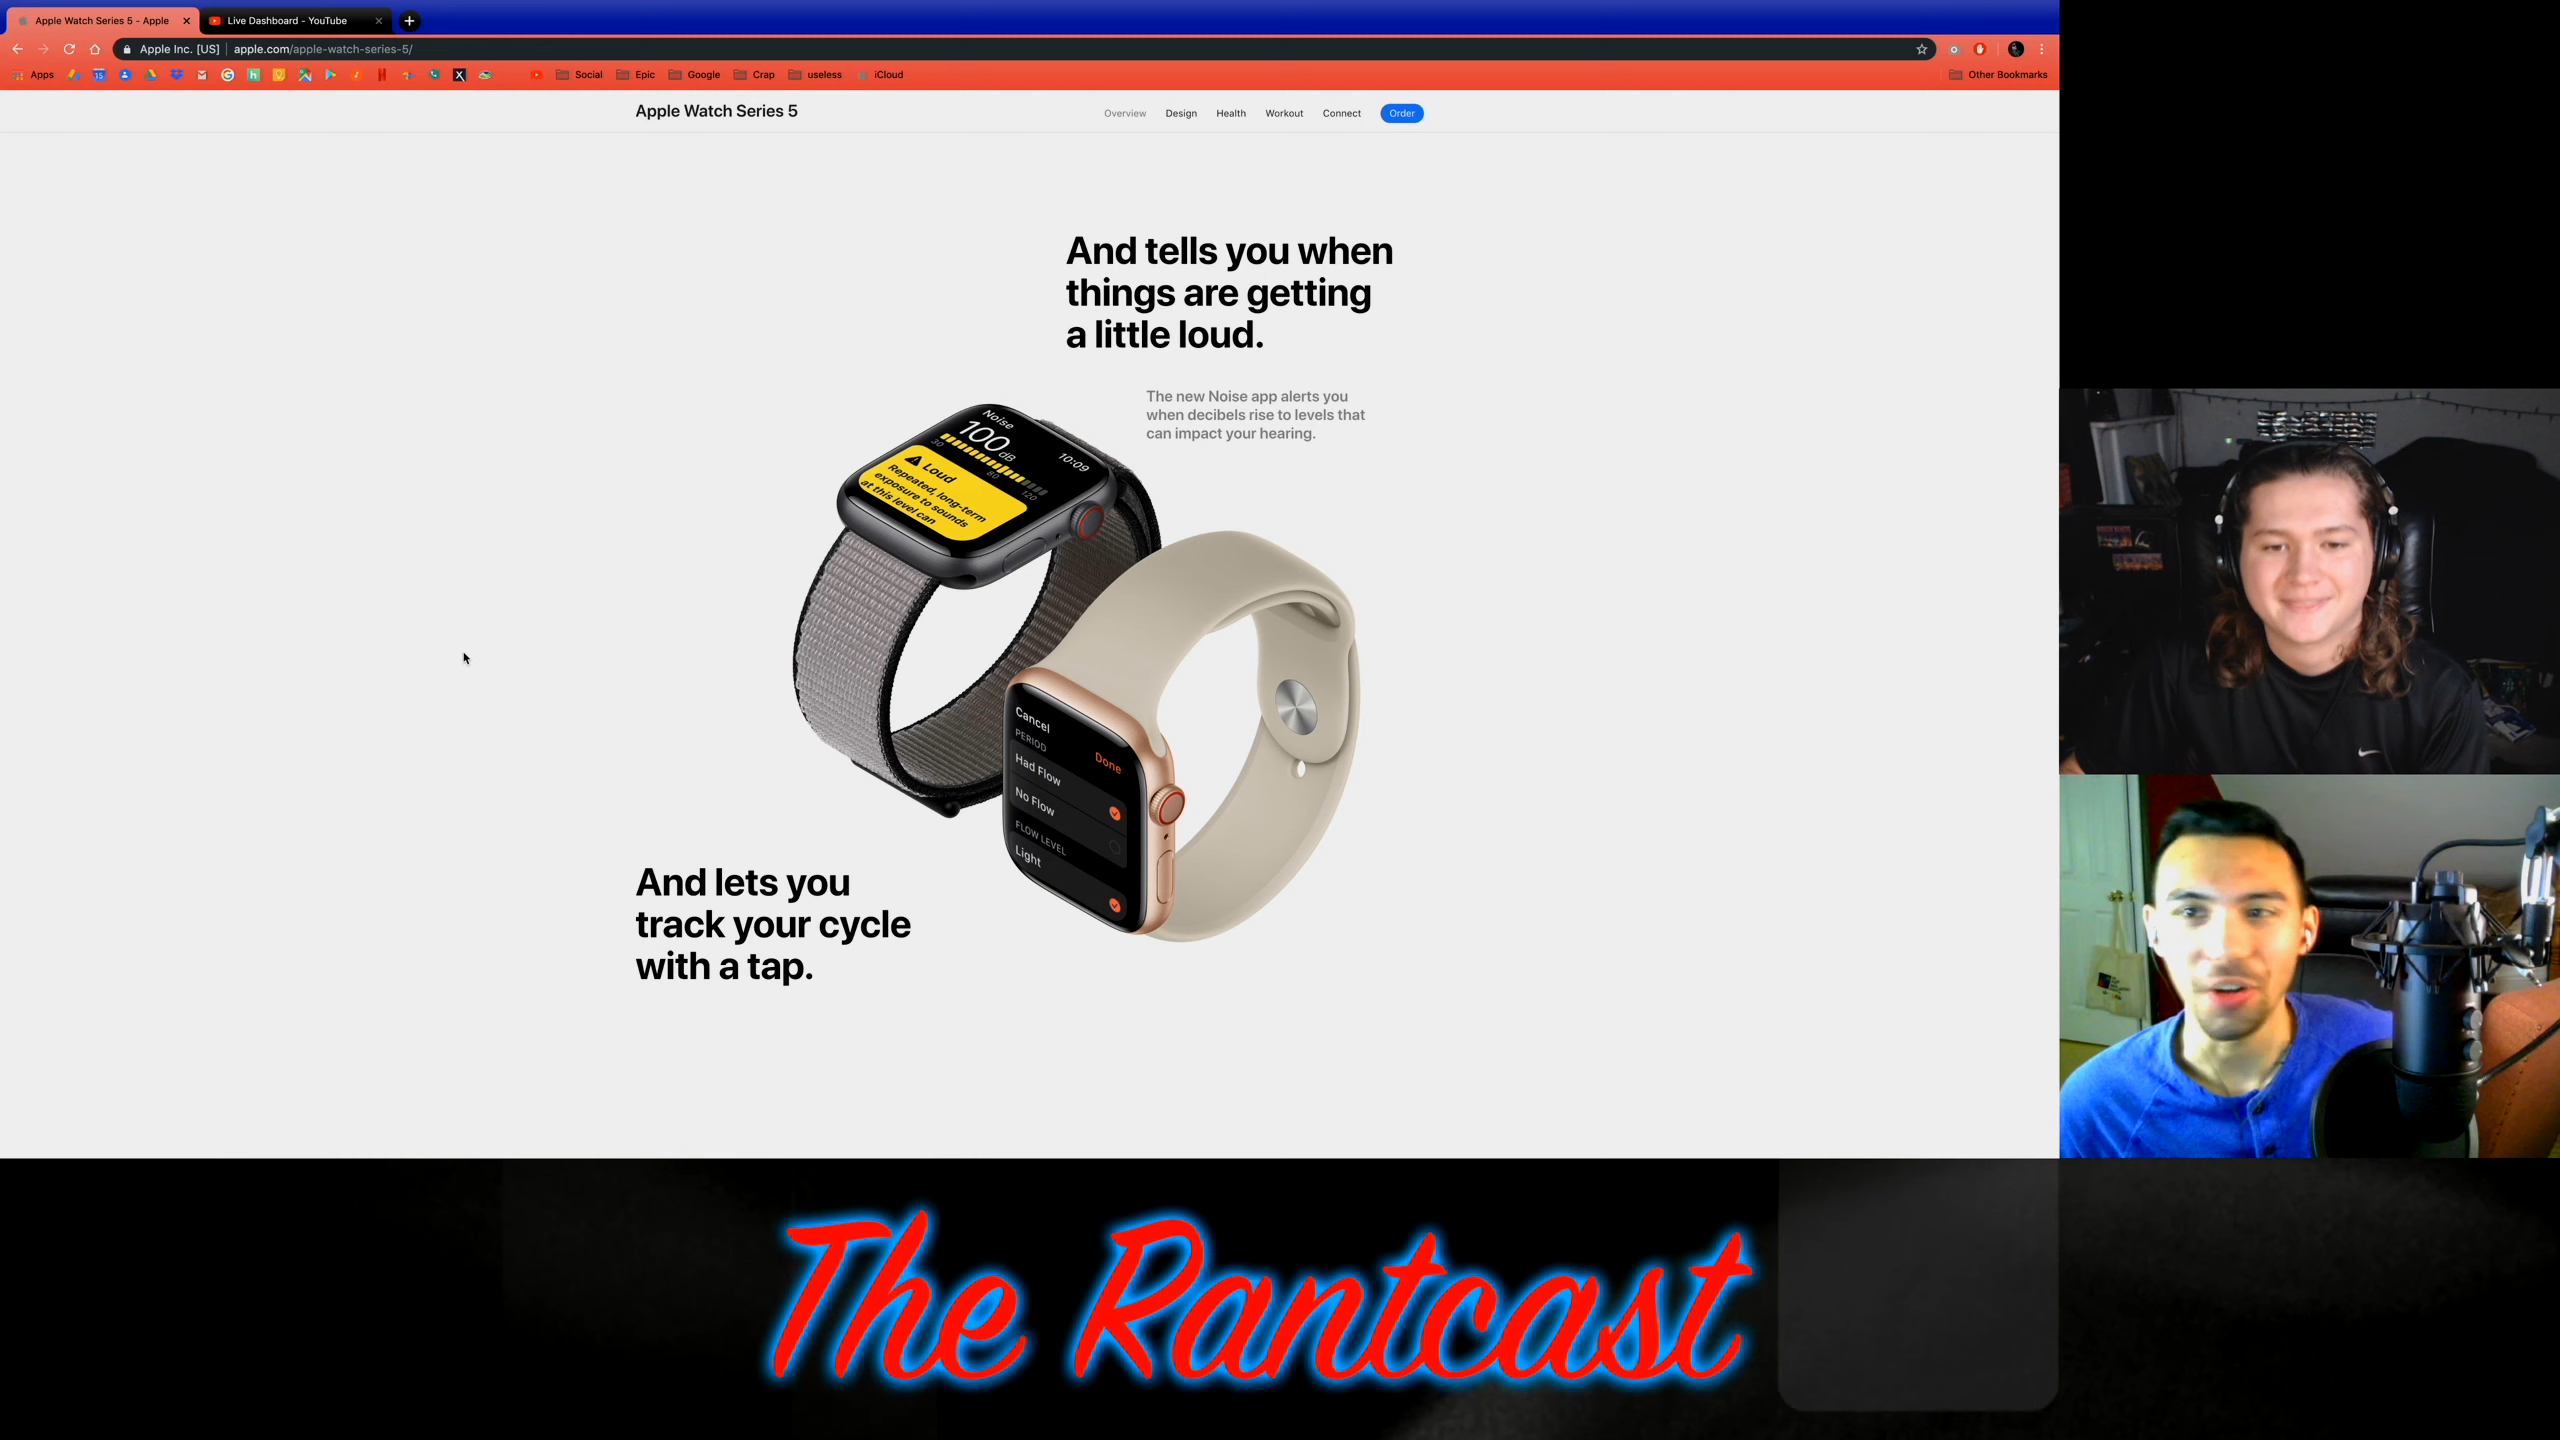 Apple Watch Series 5 - Apple
Live Dashboard - YouTube
Apple Inc. [US] | apple.com/apple-watch-series-5/
Apps
Social
Epic
Google
Crap
useless
iCloud
Other Bookmarks
Apple Watch Series 5
Overview
Design
Health
Workout
Connect
Order
And tells you when
things are getting
a little loud.
The new Noise app alerts you
when decibels rise to levels that
can impact your hearing.
Noise
100 dB
10:09
30
80
120
Loud
Repeated, long-term
exposure to sounds
at this level can
Cancel
Done
PERIOD
Had Flow
No Flow
FLOW LEVEL
Light
And lets you
track your cycle
with a tap.
The Rantcast